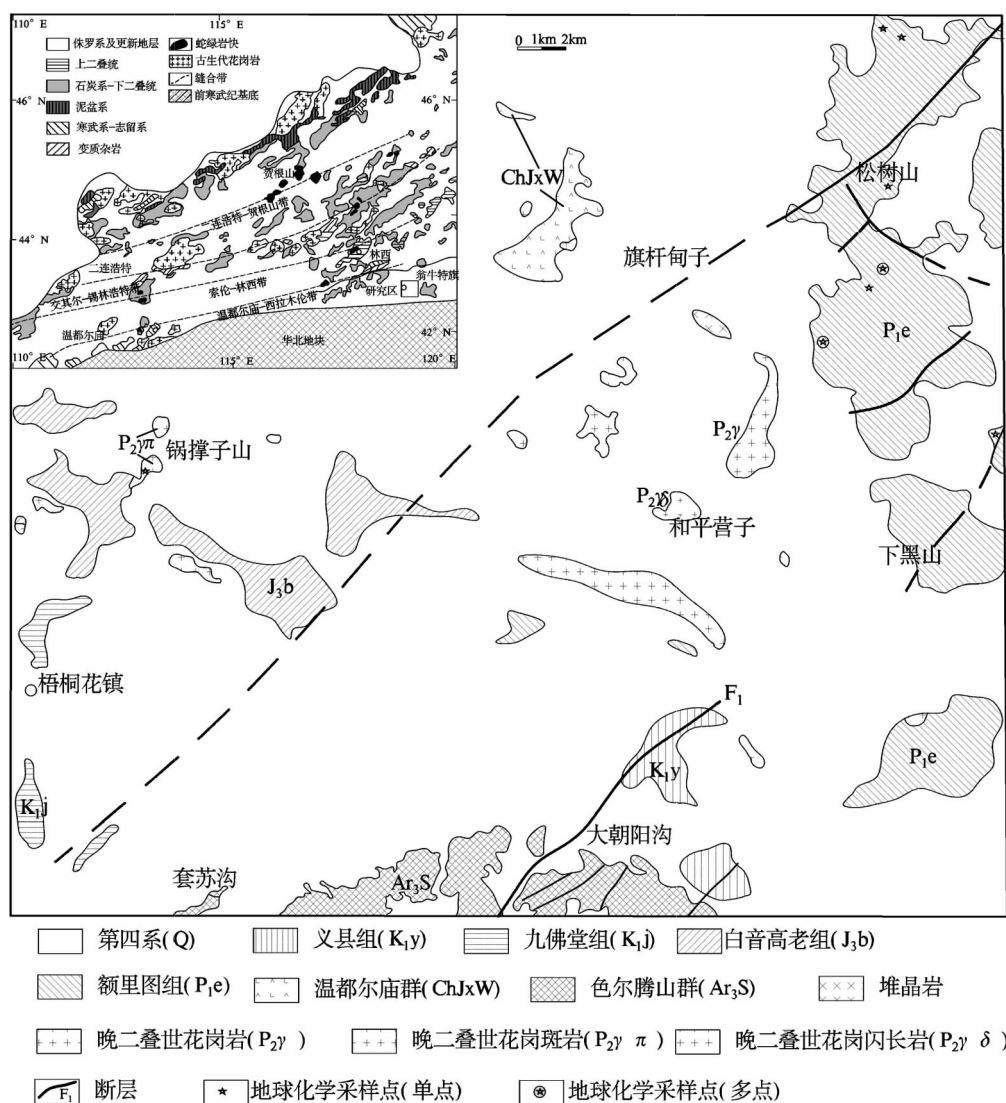 110° E
115° E
侏罗系及更新地层
蛇绿岩快
上二叠统
古生代花岗岩
石炭系-下二叠统
缝合带
泥盆系
前寒武纪基底
寒武系-志留系
变质杂岩
46° N
46° N
贺根山
二连浩特-贺根山带
44° N
44° N
二连浩特
林西
索伦-林西带
翁牛特旗
研究区
交其尔-锡林浩特带
温都尔庙-西拉木伦带
温都尔庙
42° N
华北地块
110° E
115° E
120° E
0 1km 2km
松树山
ChJxW
旗杆甸子
P₁e
P₂γπ
锅撑子山
P₂γ
P₂γδ
和平营子
下黑山
J₃b
梧桐花镇
F₁
P₁e
K₁y
K₁j
大朝阳沟
套苏沟
Ar₃S
第四系(Q)
义县组(K₁y)
九佛堂组(K₁j)
白音高老组(J₃b)
额里图组(P₁e)
温都尔庙群(ChJxW)
色尔腾山群(Ar₃S)
堆晶岩
晚二叠世花岗岩(P₂γ)
晚二叠世花岗斑岩(P₂γ π)
晚二叠世花岗闪长岩(P₂γ δ)
F₁
断层
地球化学采样点(单点)
地球化学采样点(多点)